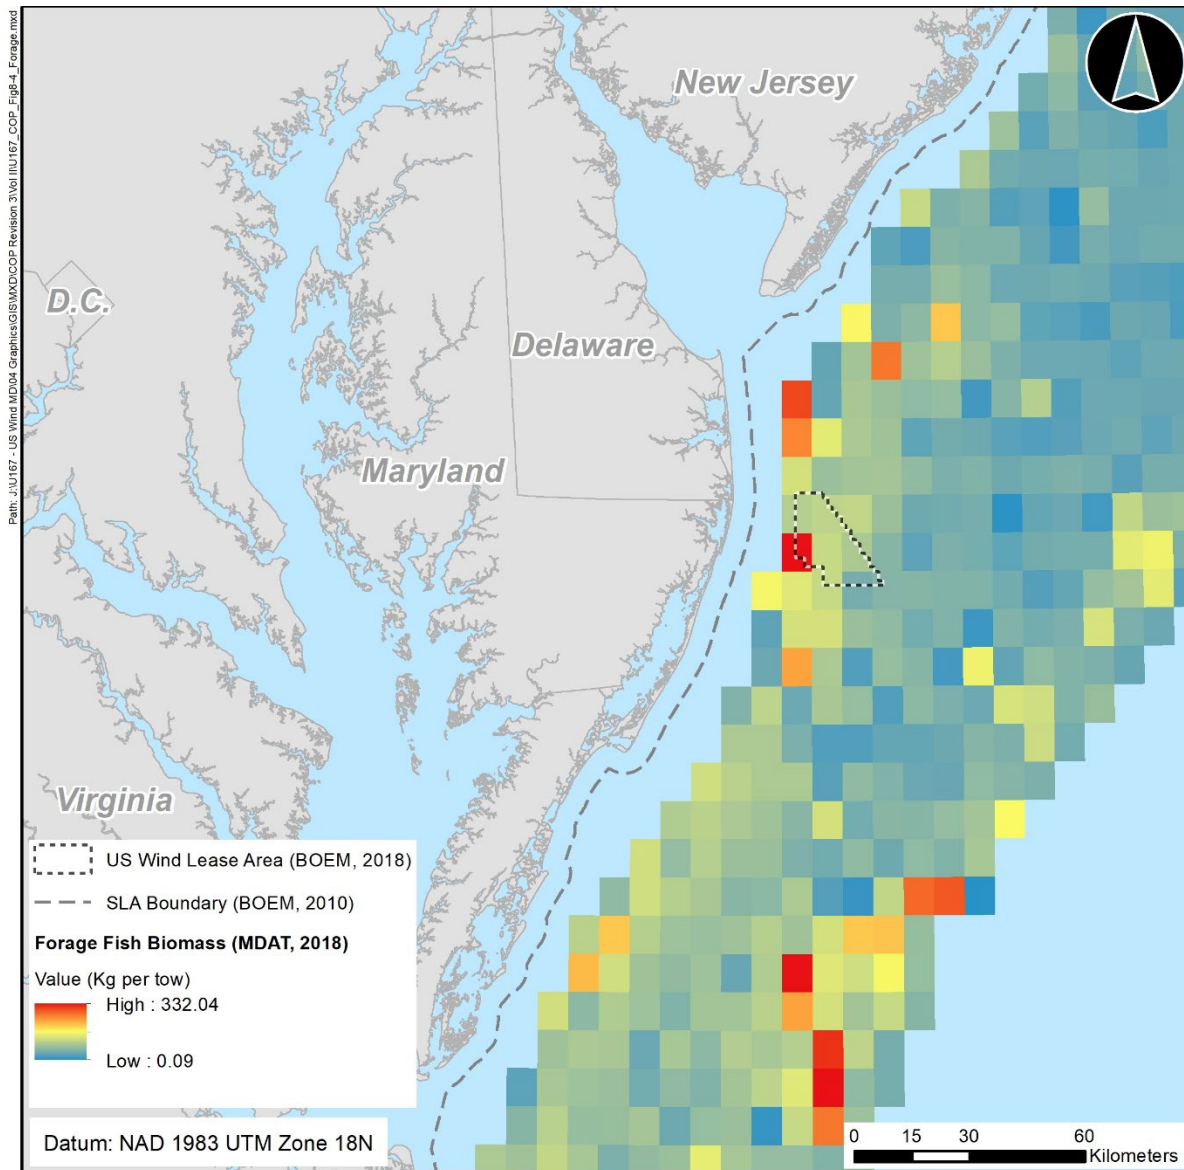 Path: J:\U167 - US Wind MD\04 Graphics\GIS\MXD\COP Revision 3\Vol II\U167_COP_Fig8-4_Forage.mxd
New Jersey
D.C.
Delaware
Maryland
Virginia
US Wind Lease Area (BOEM, 2018)
SLA Boundary (BOEM, 2010)
Forage Fish Biomass (MDAT, 2018)
Value (Kg per tow)
High : 332.04
Low : 0.09
Datum: NAD 1983 UTM Zone 18N
0 15 30 60
Kilometers